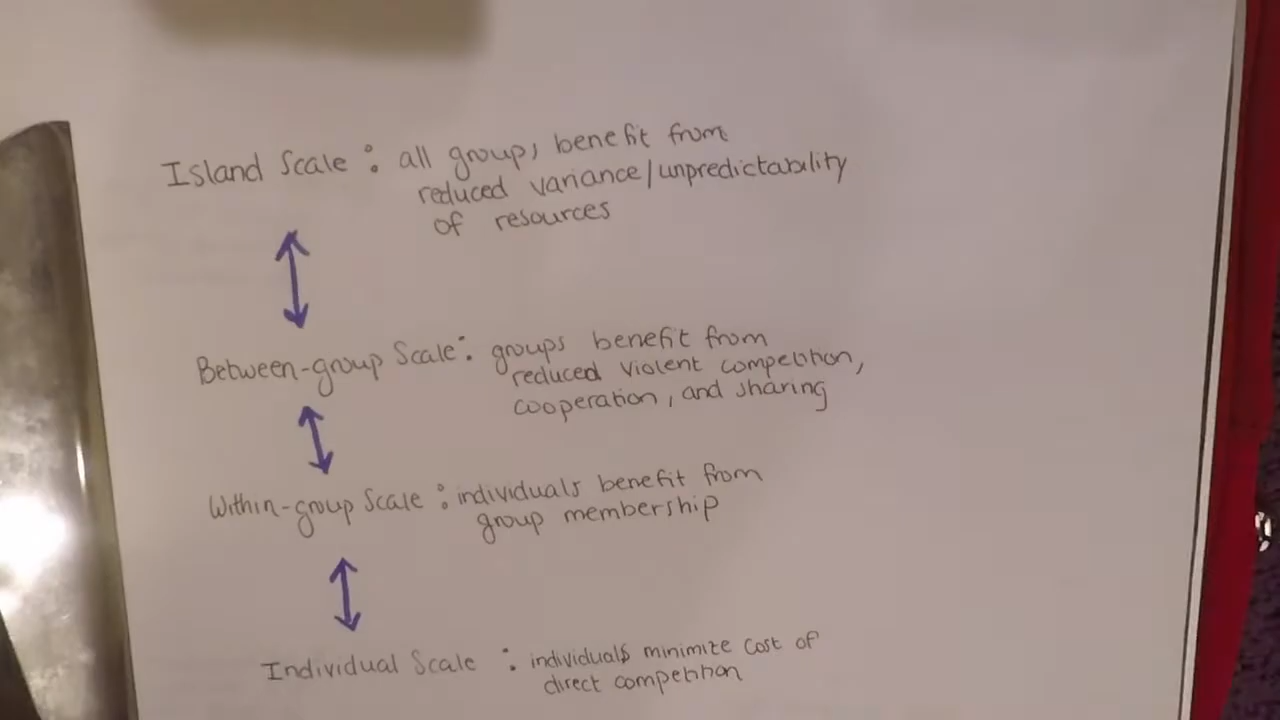 Island Scale : all groups benefit from
reduced variance/unpredictability
of resources
Between-group Scale : groups benefit from
reduced violent competition,
cooperation, and sharing
Within-group Scale : individuals benefit from
group membership
Individual Scale : individuals minimize cost of
direct competition